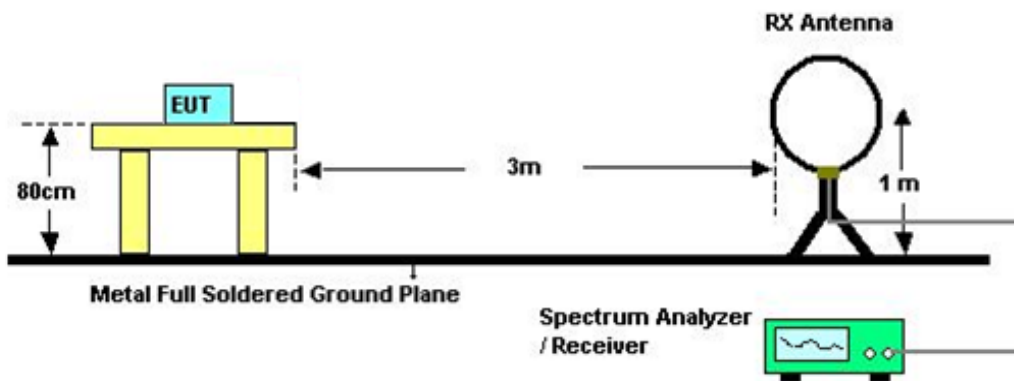 RX Antenna
EUT
80cm
3m
1 m
Metal Full Soldered Ground Plane
Spectrum Analyzer
/ Receiver